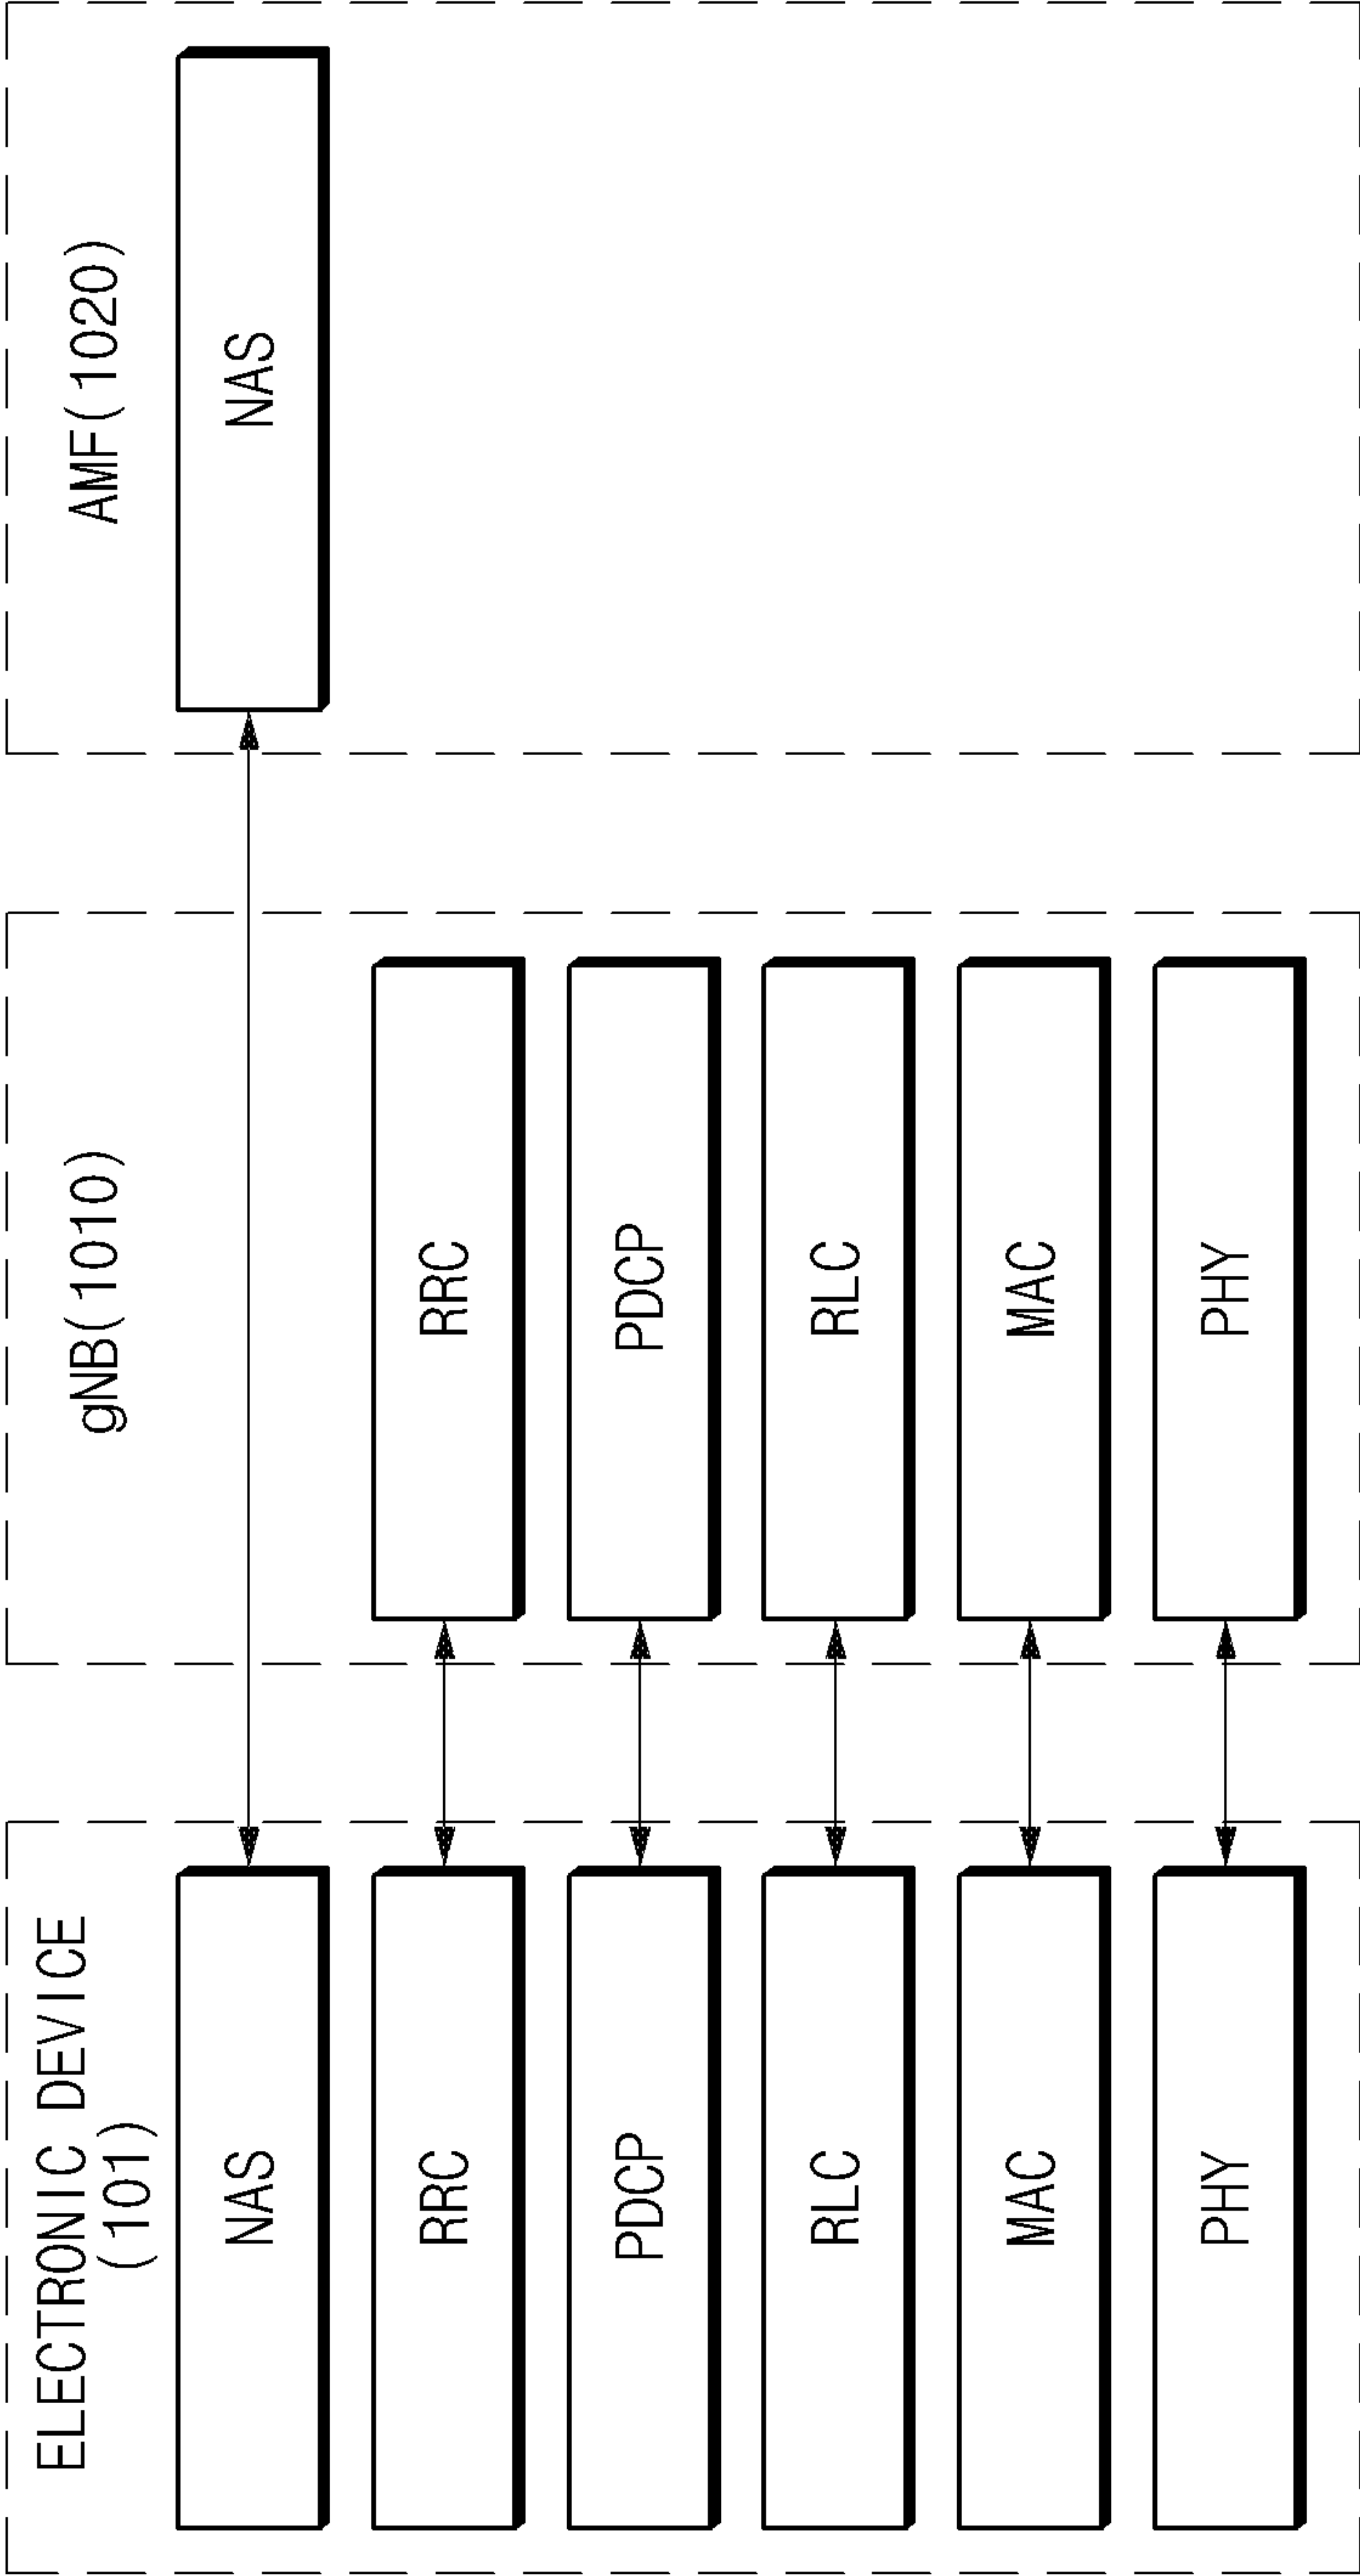 ELECTRONIC DEVICE
(101)
NAS
RRC
PDCP
RLC
MAC
PHY
gNB(1010)
RRC
PDCP
RLC
MAC
PHY
AMF(1020)
NAS